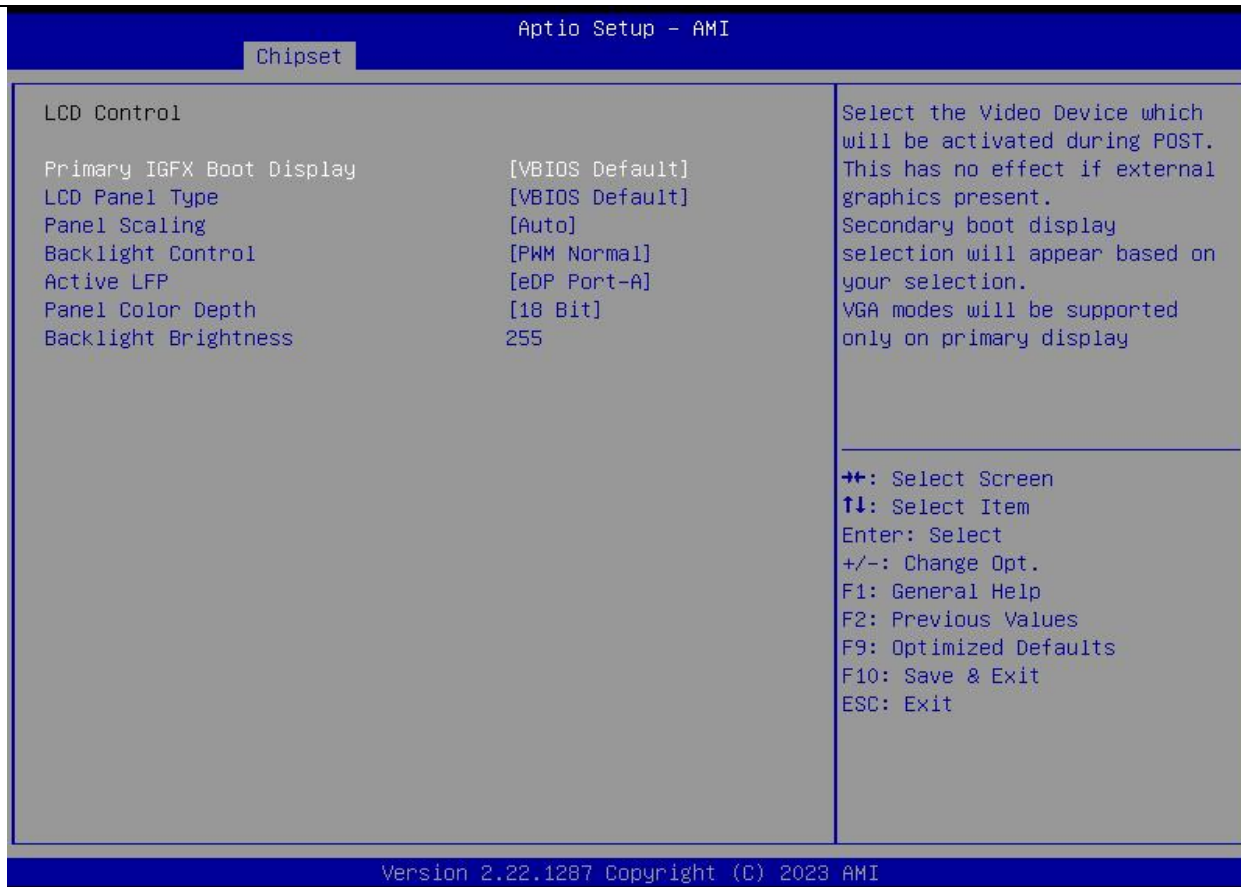 Aptio Setup - AMI
Chipset
LCD Control
Primary IGFX Boot Display [VBIOS Default]
LCD Panel Type [VBIOS Default]
Panel Scaling [Auto]
Backlight Control [PWM Normal]
Active LFP [eDP Port-A]
Panel Color Depth [18 Bit]
Backlight Brightness 255
Select the Video Device which
will be activated during POST.
This has no effect if external
graphics present.
Secondary boot display
selection will appear based on
your selection.
VGA modes will be supported
only on primary display
→←: Select Screen
↑↓: Select Item
Enter: Select
+/-: Change Opt.
F1: General Help
F2: Previous Values
F9: Optimized Defaults
F10: Save & Exit
ESC: Exit
Version 2.22.1287 Copyright (C) 2023 AMI